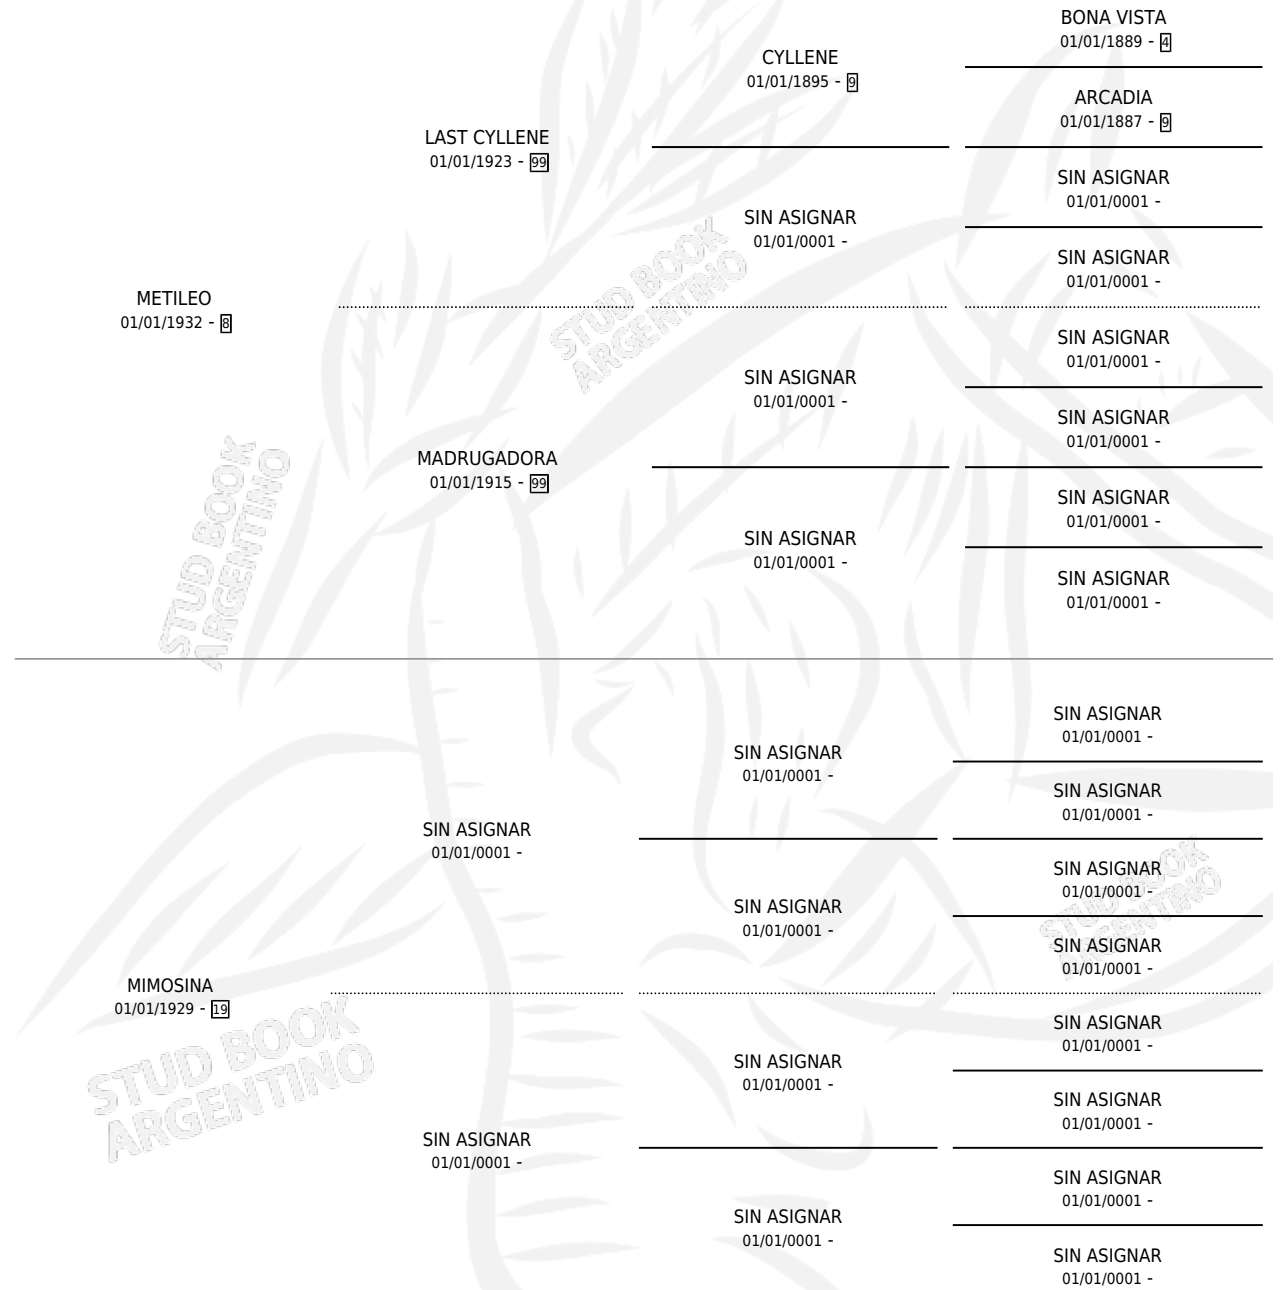 BONA VISTA
01/01/1889 - 4
CYLLENE
01/01/1895 - 9
ARCADIA
01/01/1887 - 9
LAST CYLLENE
01/01/1923 - 99
SIN ASIGNAR
01/01/0001 -
SIN ASIGNAR
01/01/0001 -
SIN ASIGNAR
01/01/0001 -
METILEO
01/01/1932 - 8
SIN ASIGNAR
01/01/0001 -
SIN ASIGNAR
01/01/0001 -
SIN ASIGNAR
01/01/0001 -
MADRUGADORA
01/01/1915 - 99
SIN ASIGNAR
01/01/0001 -
SIN ASIGNAR
01/01/0001 -
SIN ASIGNAR
01/01/0001 -
STUD BOOK
ARGENTINO
STUD BOOK
ARGENTINO
SIN ASIGNAR
01/01/0001 -
SIN ASIGNAR
01/01/0001 -
SIN ASIGNAR
01/01/0001 -
SIN ASIGNAR
01/01/0001 -
SIN ASIGNAR
01/01/0001 -
SIN ASIGNAR
01/01/0001 -
SIN ASIGNAR
01/01/0001 -
MIMOSINA
01/01/1929 - 19
SIN ASIGNAR
01/01/0001 -
SIN ASIGNAR
01/01/0001 -
SIN ASIGNAR
01/01/0001 -
SIN ASIGNAR
01/01/0001 -
SIN ASIGNAR
01/01/0001 -
SIN ASIGNAR
01/01/0001 -
SIN ASIGNAR
01/01/0001 -
STUD BOOK
ARGENTINO
STUD BOOK
ARGENTINO